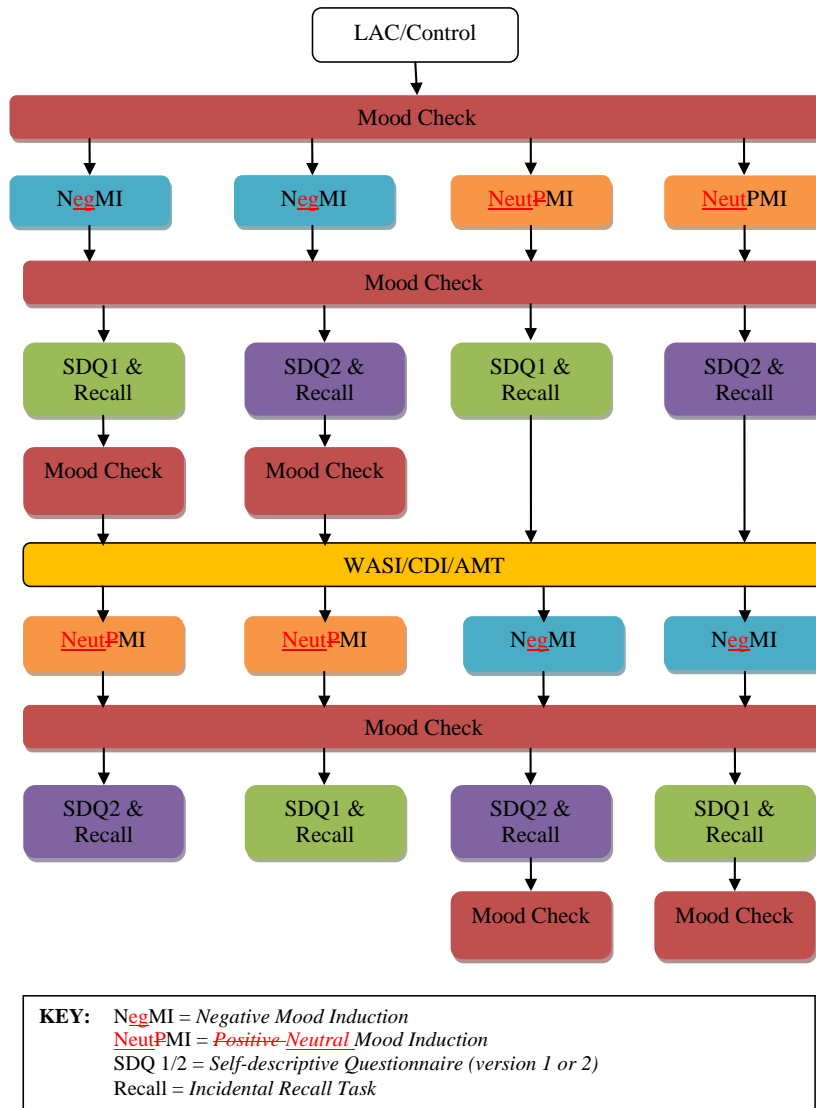 LAC/Control
Mood Check
NegMI NegMI NeutPMI NeutPMI
Mood Check
SDQ1 & SDQ2 & SDQ1 & SDQ2 &
Recall Recall Recall Recall
Mood Check Mood Check
WASI/CDI/AMT
NeutPMI NeutPMI NegMI NegMI
Mood Check
SDQ2 & SDQ1 & SDQ2 & SDQ1 &
Recall Recall Recall Recall
Mood Check Mood Check
KEY: NegMI = Negative Mood Induction
NeutPMI = Positive Neutral Mood Induction
SDQ 1/2 = Self-descriptive Questionnaire (version 1 or 2)
Recall = Incidental Recall Task